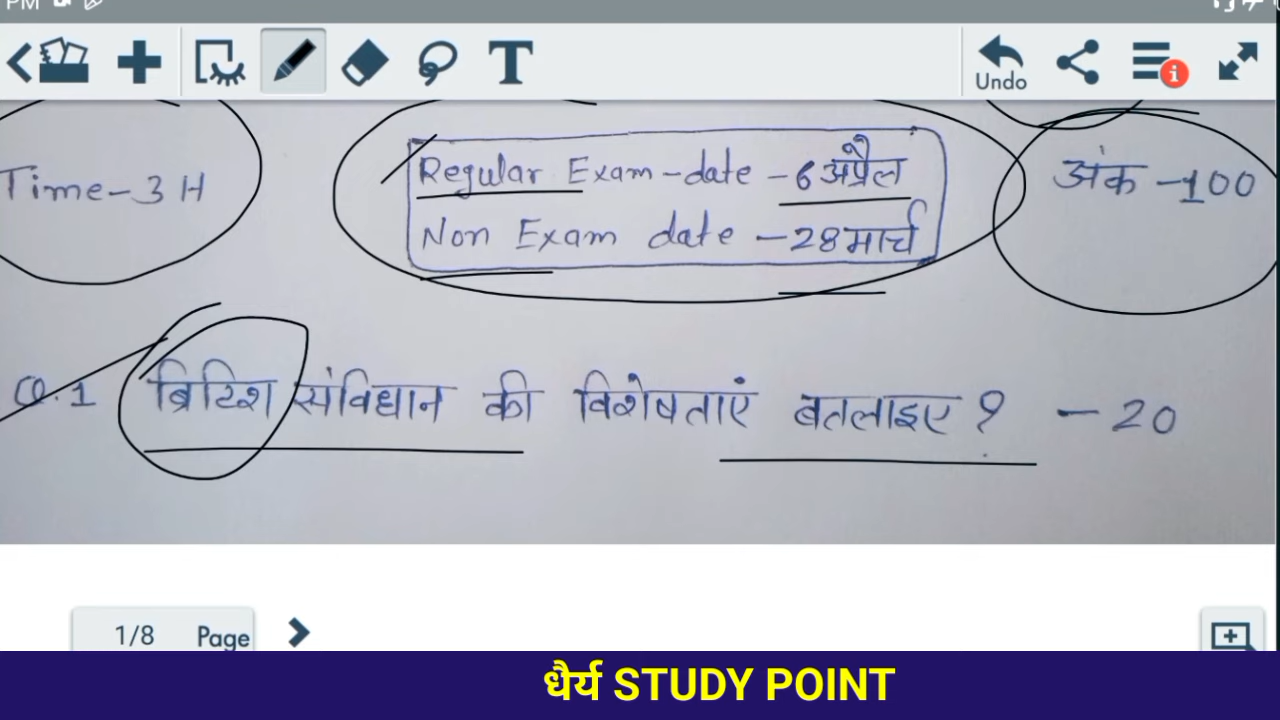 PM
Undo
Time - 3 H
Regular Exam - date - 6 अप्रैल
Non Exam date - 28 मार्च
अंक - 100
Q.1 ब्रिटिश संविधान की विशेषताएं बतलाइए ? - 20
1/8 Page
धैर्य STUDY POINT